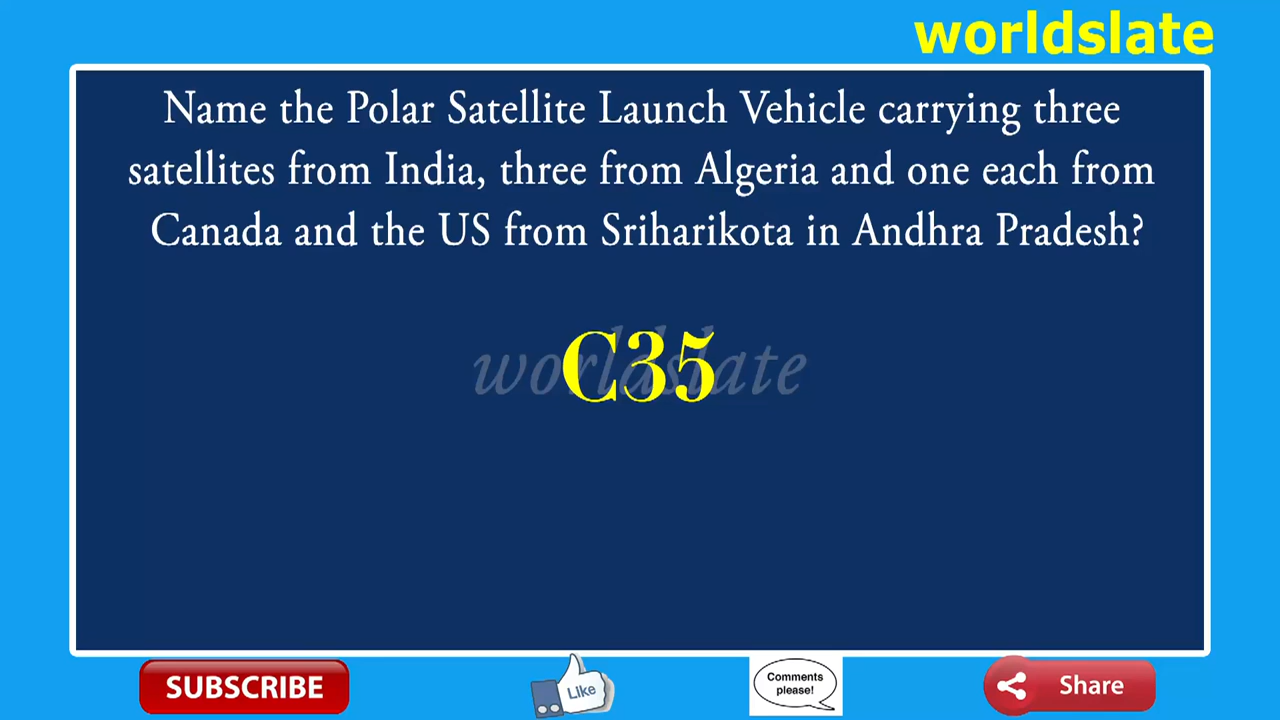 worldslate
Name the Polar Satellite Launch Vehicle carrying three
satellites from India, three from Algeria and one each from
Canada and the US from Sriharikota in Andhra Pradesh?
worldslate
C35
SUBSCRIBE
Like
Comments
please!
Share